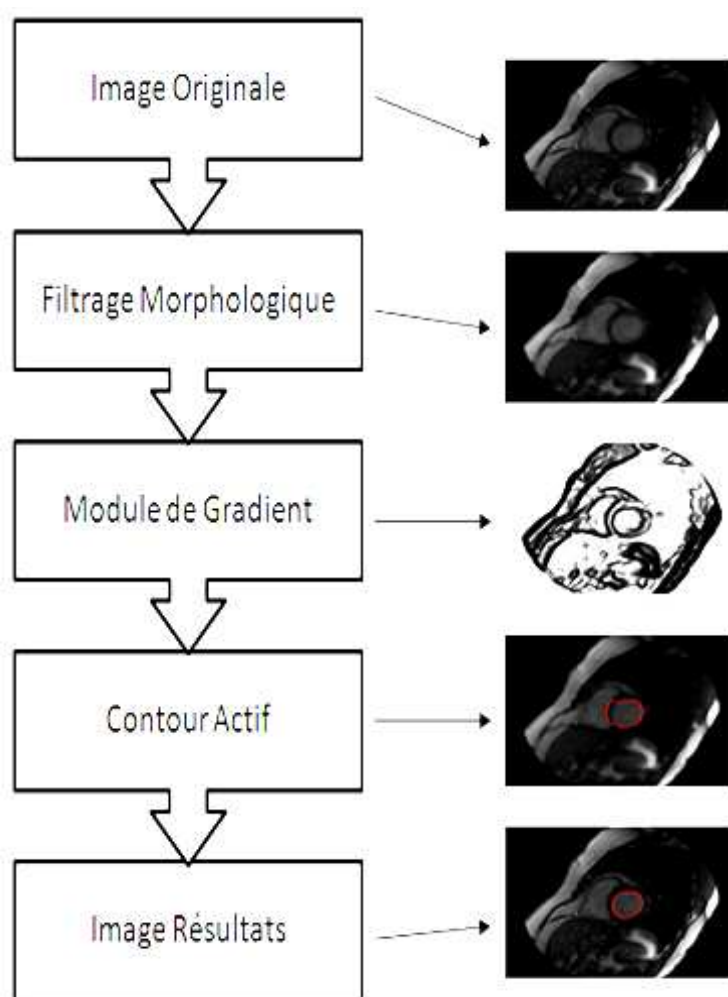 Image Originale
Filtrage Morphologique
Module de Gradient
Contour Actif
Image Résultats